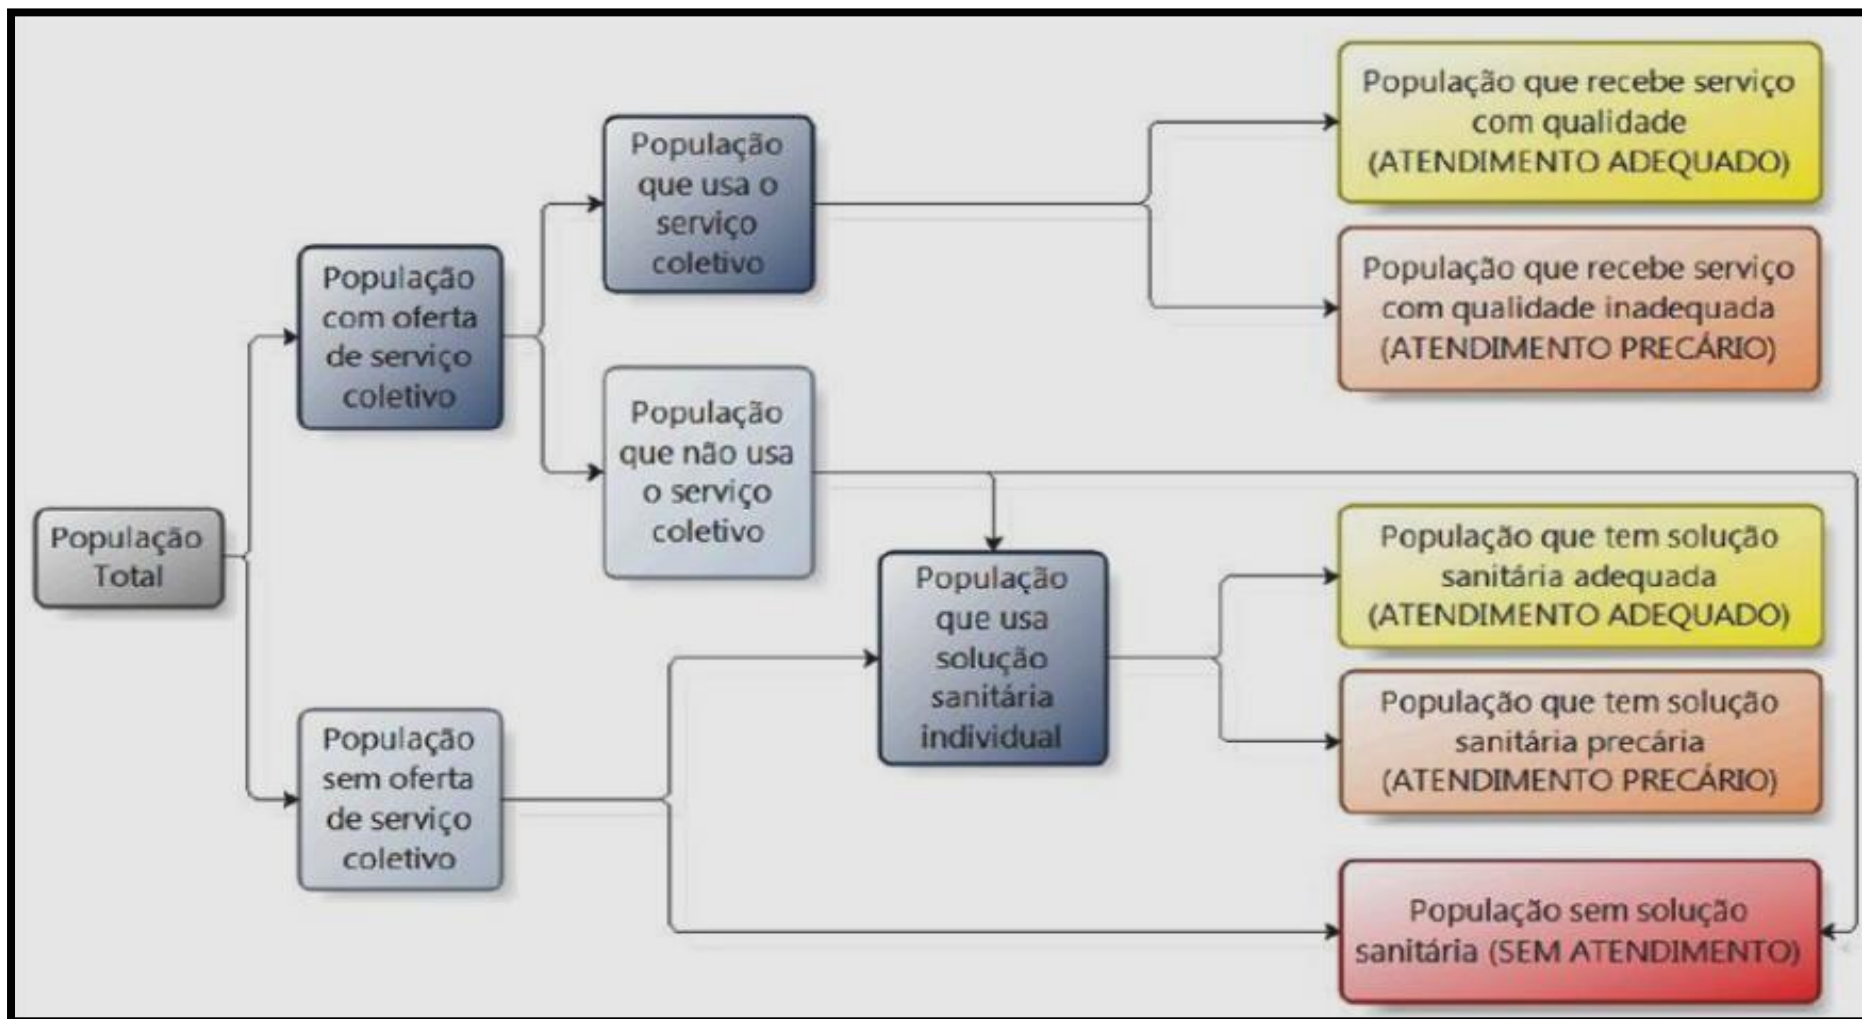 População que recebe serviço
com qualidade
(ATENDIMENTO ADEQUADO)
População
que usa o
serviço
coletivo
População que recebe serviço
com qualidade inadequada
(ATENDIMENTO PRECÁRIO)
População
com oferta
de serviço
coletivo
População
que não usa
o serviço
coletivo
População
Total
População que tem solução
sanitária adequada
(ATENDIMENTO ADEQUADO)
População
que usa
solução
sanitária
individual
População que tem solução
sanitária precária
(ATENDIMENTO PRECÁRIO)
População
sem oferta
de serviço
coletivo
População sem solução
sanitária (SEM ATENDIMENTO)